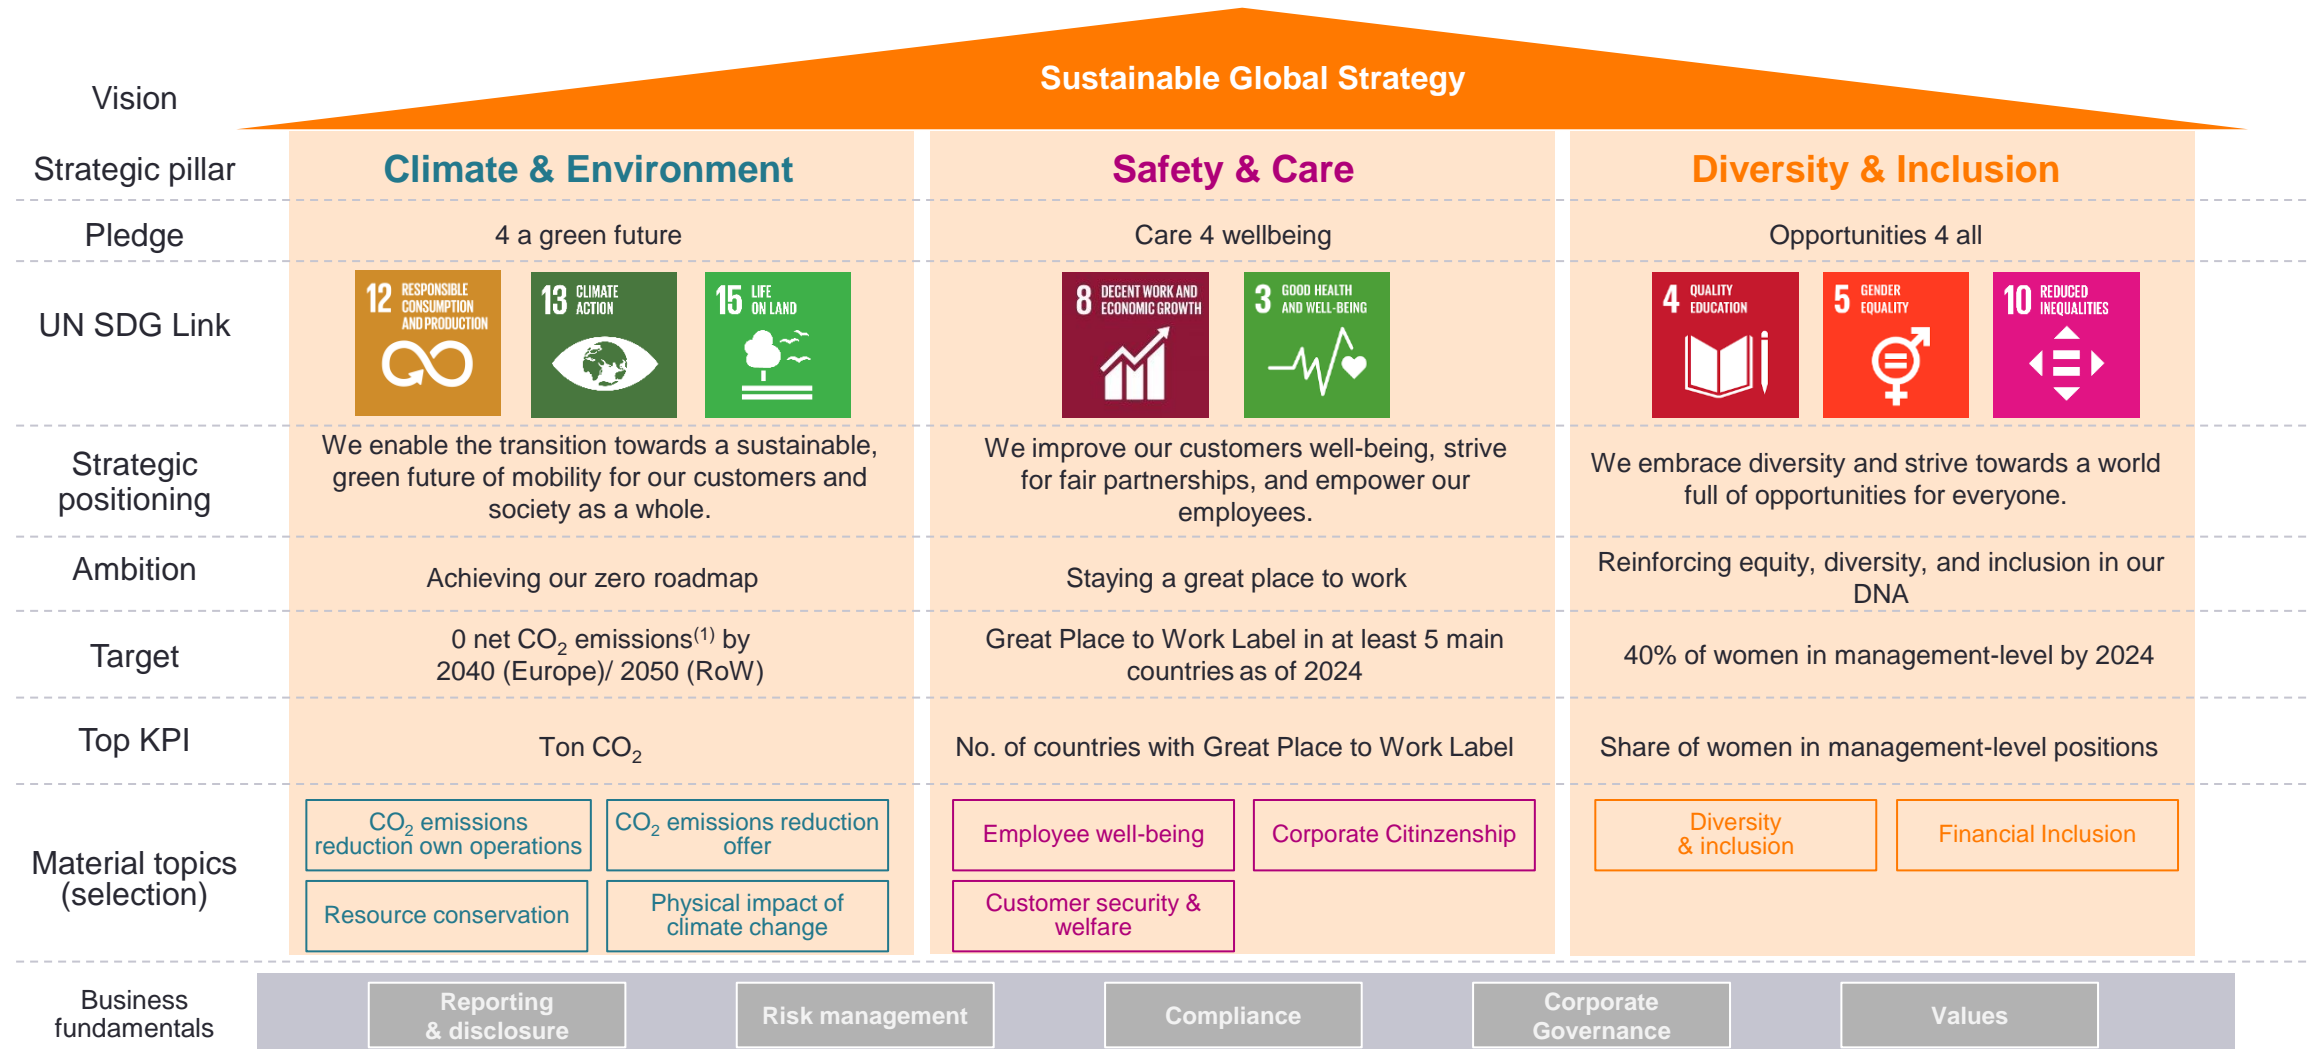 Sustainable Global Strategy
Vision
Strategic pillar
Climate & Environment
Safety & Care
Diversity & Inclusion
Pledge
4 a green future
Care 4 wellbeing
Opportunities 4 all
UN SDG Link
12 RESPONSIBLE
CONSUMPTION
AND PRODUCTION
13 CLIMATE
ACTION
15 LIFE
ON LAND
8 DECENT WORK AND
ECONOMIC GROWTH
3 GOOD HEALTH
AND WELL-BEING
4 QUALITY
EDUCATION
5 GENDER
EQUALITY
10 REDUCED
INEQUALITIES
Strategic
positioning
We enable the transition towards a sustainable,
green future of mobility for our customers and
society as a whole.
We improve our customers well-being, strive
for fair partnerships, and empower our
employees.
We embrace diversity and strive towards a world
full of opportunities for everyone.
Ambition
Achieving our zero roadmap
Staying a great place to work
Reinforcing equity, diversity, and inclusion in our
DNA
Target
0 net CO₂ emissions⁽¹⁾ by
2040 (Europe)/ 2050 (RoW)
Great Place to Work Label in at least 5 main
countries as of 2024
40% of women in management-level by 2024
Top KPI
Ton CO₂
No. of countries with Great Place to Work Label
Share of women in management-level positions
Material topics
(selection)
CO₂ emissions
reduction own operations
CO₂ emissions reduction
offer
Resource conservation
Physical impact of
climate change
Employee well-being
Corporate Citinzenship
Customer security &
welfare
Diversity
& inclusion
Financial Inclusion
Business
fundamentals
Reporting
& disclosure
Risk management
Compliance
Corporate
Governance
Values